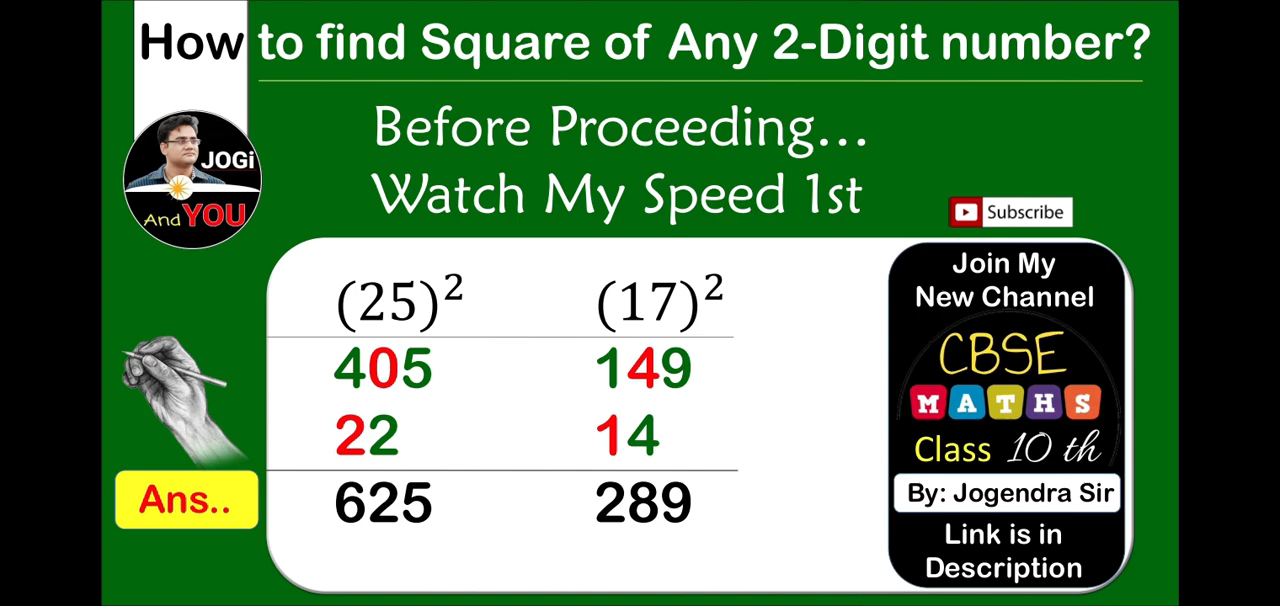 How to find Square of Any 2-Digit number?
Before Proceeding...
Watch My Speed 1st
JOGi
And YOU
Subscribe
(25)² (17)²
405 149
22 14
Ans.. 625 289
Join My
New Channel
CBSE
MATHS
Class 10 th
By: Jogendra Sir
Link is in
Description